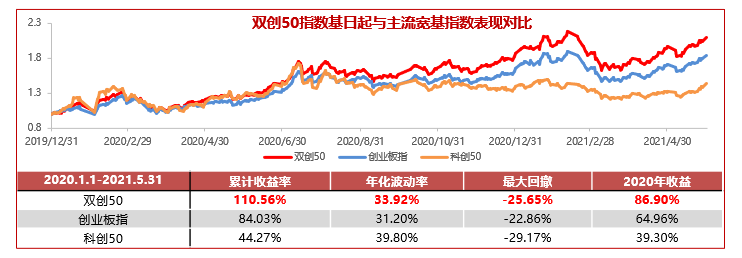 双创50指数基日起与主流宽基指数表现对比
2.3
1.8
1.3
0.8
2019/12/31 2020/2/29 2020/4/30 2020/6/30 2020/8/31 2020/10/31 2020/12/31 2021/2/28 2021/4/30
双创50 创业板指 科创50
2020.1.1-2021.5.31 累计收益率 年化波动率 最大回撤 2020年收益
双创50 110.56% 33.92% -25.65% 86.90%
创业板指 84.03% 31.20% -22.86% 64.96%
科创50 44.27% 39.80% -29.17% 39.30%